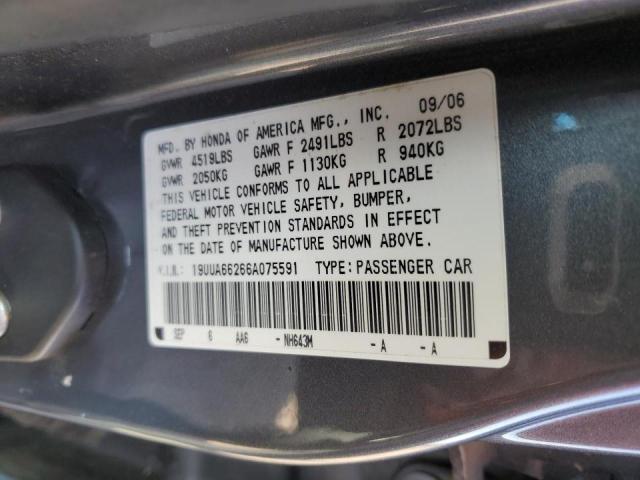 MFD. BY HONDA OF AMERICA MFG., INC. 09/06
GVWR 4519LBS GAWR F 2491LBS R 2072LBS
GVWR 2050KG GAWR F 1130KG R 940KG
THIS VEHICLE CONFORMS TO ALL APPLICABLE
FEDERAL MOTOR VEHICLE SAFETY, BUMPER,
AND THEFT PREVENTION STANDARDS IN EFFECT
ON THE DATE OF MANUFACTURE SHOWN ABOVE.
V.I.N.: 19UUA66266A075591 TYPE: PASSENGER CAR
SEP 6 AA6 -NH643M -A -A